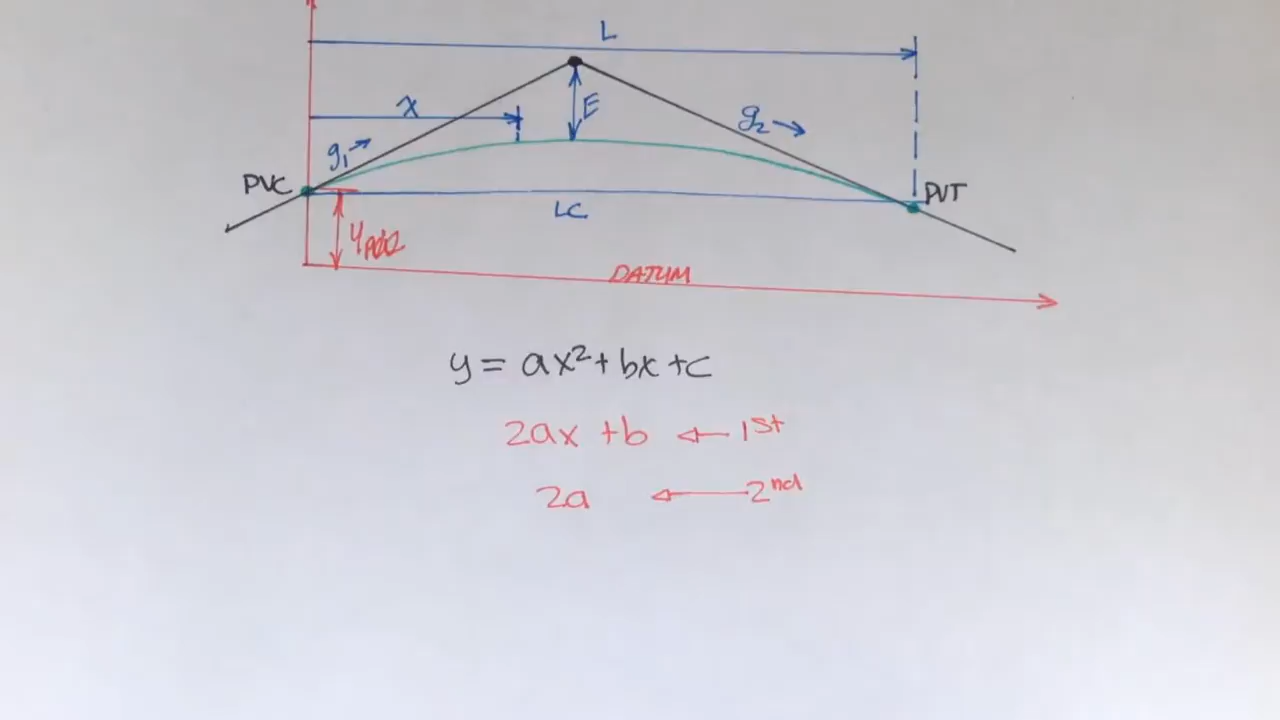 L
x
E
g₂
g₁
PVC
PVT
LC
DATUM
y = ax² + bx + c
2ax + b ← 1st
2a ← 2nd